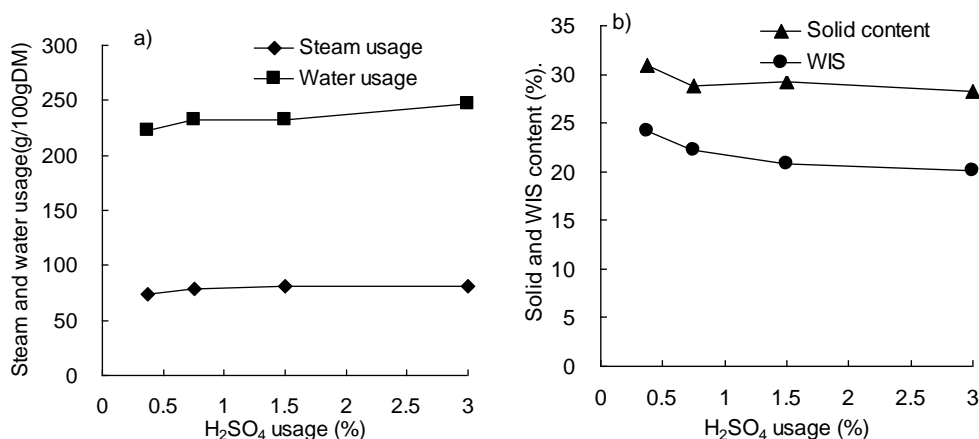 a)
Steam usage
Water usage
Steam and water usage(g/100gDM)
300
250
200
150
100
50
0
0 0.5 1 1.5 2 2.5 3
H₂SO₄ usage (%)
b)
Solid content
WIS
Solid and WIS content (%).
35
30
25
20
15
10
5
0
0 0.5 1 1.5 2 2.5 3
H₂SO₄ usage (%)